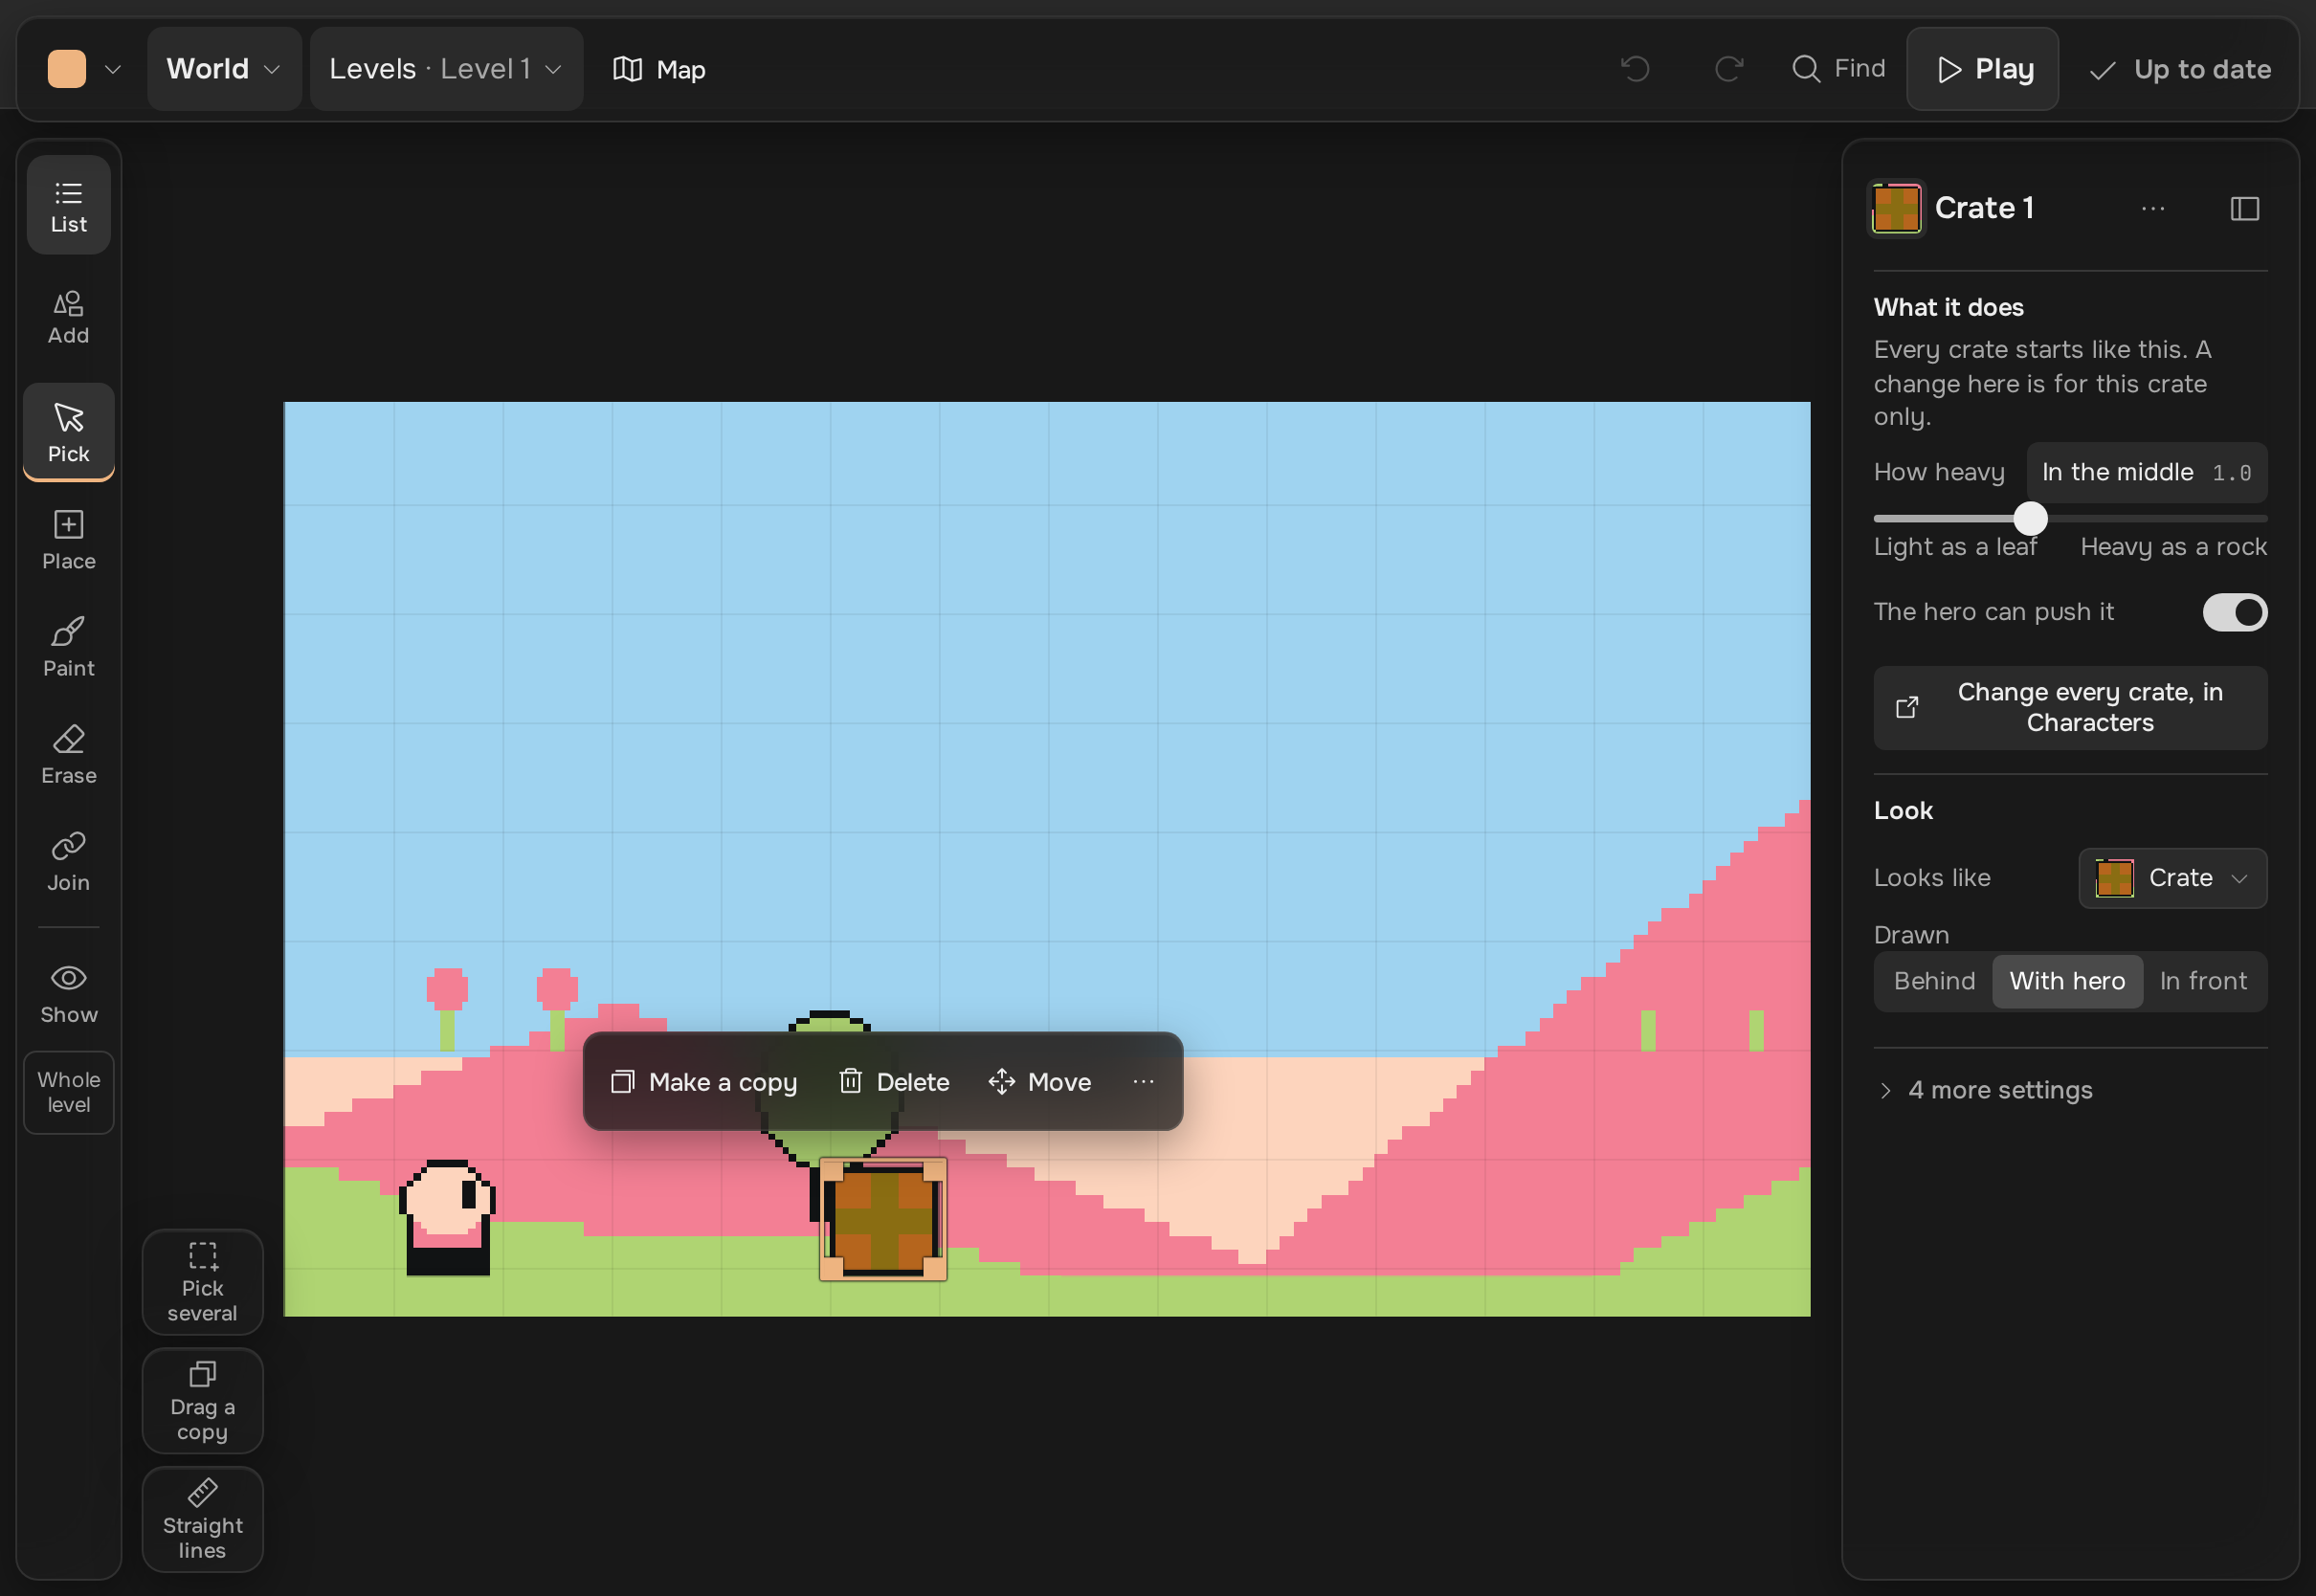 World
Levels · Level 1
Map
Find
Play
Up to date
List
Add
Pick
Place
Paint
Erase
Join
Show
Whole
level
Pick
several
Drag a
copy
Straight
lines
Make a copy
Delete
Move
Crate 1
What it does
Every crate starts like this. A
change here is for this crate
only.
How heavy
In the middle 1.0
Light as a leaf
Heavy as a rock
The hero can push it
Change every crate, in
Characters
Look
Looks like
Crate
Drawn
Behind
With hero
In front
4 more settings